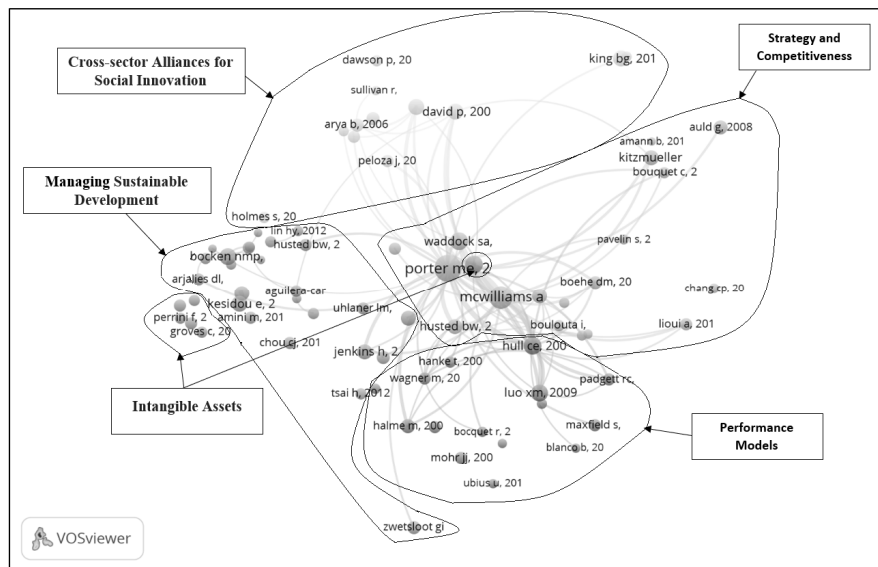 Cross-sector Alliances for
Social Innovation
Strategy and
Competitiveness
dawson p, 20
king bg, 201
sullivan r,
david p, 200
arya b, 2006
auld g, 2008
amann b, 201
kitzmueller
bouquet c, 2
peloza j, 20
Managing Sustainable
Development
holmes s, 20
lin hy, 2012
husted bw, 2
waddock sa,
pavelin s, 2
bocken nmp,
porter me, 2
arjalies dl,
aguilera-car
mcwilliams a
boehe dm, 20
chang cp, 20
kesidou e, 2
uhlaner lm,
perrini f, 2
amini m, 201
groves c, 20
husted bw, 2
boulouta i,
lioui a, 201
chou cj, 201
jenkins h, 2
hull ce, 200
hanke t, 200
Intangible Assets
wagner m, 20
padgett rc,
tsai h, 2012
luo xm, 2009
halme m, 200
bocquet r, 2
maxfield s,
Performance
Models
mohr jj, 200
blanco b, 20
ubius u, 201
zwetsloot gi
VOSviewer